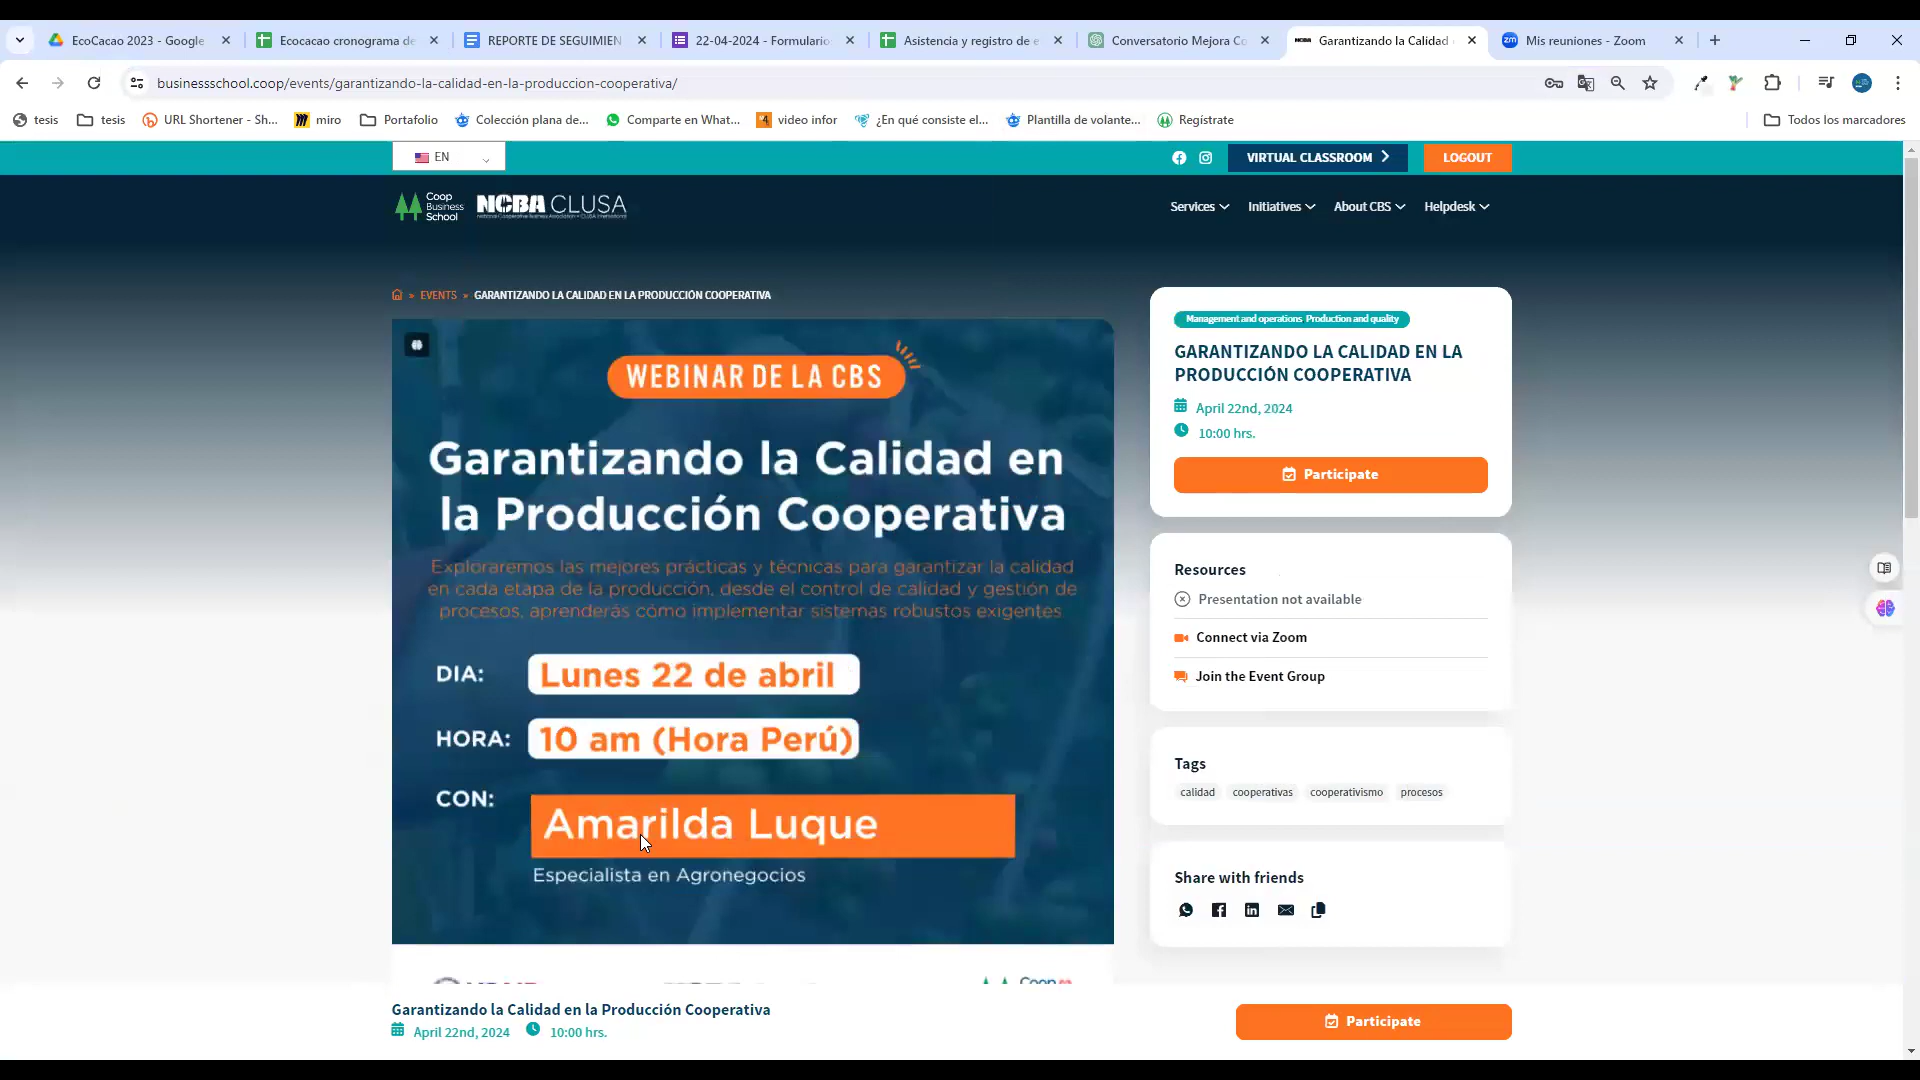 EcoCacao 2023 - Google
Ecocacao cronograma de
REPORTE DE SEGUIMIEN
22-04-2024 - Formulario
Asistencia y registro de e
Conversatorio Mejora Co
Garantizando la Calidad
Mis reuniones - Zoom
businessschool.coop/events/garantizando-la-calidad-en-la-produccion-cooperativa/
tesis
tesis
URL Shortener - Sh...
miro
Portafolio
Colección plana de...
Comparte en What...
video infor
¿En qué consiste el...
Plantilla de volante...
Regístrate
Todos los marcadores
EN
VIRTUAL CLASSROOM
LOGOUT
Coop
Business
School
NCBA CLUSA
National Cooperative Business Association • CLUSA International
Services
Initiatives
About CBS
Helpdesk
» EVENTS » GARANTIZANDO LA CALIDAD EN LA PRODUCCIÓN COOPERATIVA
WEBINAR DE LA CBS
Garantizando la Calidad en
la Producción Cooperativa
Exploraremos las mejores prácticas y técnicas para garantizar la calidad
en cada etapa de la producción, desde el control de calidad y gestión de
procesos, aprenderás cómo implementar sistemas robustos exigentes
DIA: Lunes 22 de abril
HORA: 10 am (Hora Perú)
CON: Amarilda Luque
Especialista en Agronegocios
Management and operations Production and quality
GARANTIZANDO LA CALIDAD EN LA
PRODUCCIÓN COOPERATIVA
April 22nd, 2024
10:00 hrs.
Participate
Resources
Presentation not available
Connect via Zoom
Join the Event Group
Tags
calidad cooperativas cooperativismo procesos
Share with friends
Garantizando la Calidad en la Producción Cooperativa
April 22nd, 2024 10:00 hrs.
Participate